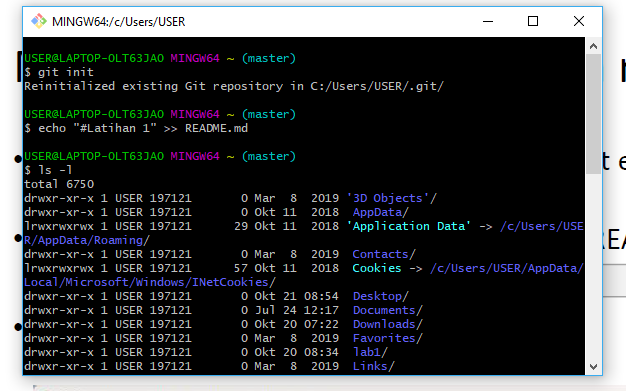 MINGW64:/c/Users/USER
USER@LAPTOP-OLT63JAO MINGW64 ~ (master)
$ git init
Reinitialized existing Git repository in C:/Users/USER/.git/
USER@LAPTOP-OLT63JAO MINGW64 ~ (master)
$ echo "#Latihan 1" >> README.md
USER@LAPTOP-OLT63JAO MINGW64 ~ (master)
$ ls -l
total 6750
drwxr-xr-x 1 USER 197121       0 Mar  8  2019 '3D Objects'/
drwxr-xr-x 1 USER 197121       0 Okt 11  2018  AppData/
lrwxrwxrwx 1 USER 197121      29 Okt 11  2018 'Application Data' -> /c/Users/USE
R/AppData/Roaming/
drwxr-xr-x 1 USER 197121       0 Mar  8  2019  Contacts/
lrwxrwxrwx 1 USER 197121      57 Okt 11  2018  Cookies -> /c/Users/USER/AppData/
Local/Microsoft/Windows/INetCookies/
drwxr-xr-x 1 USER 197121       0 Okt 21 08:54  Desktop/
drwxr-xr-x 1 USER 197121       0 Jul 24 12:17  Documents/
drwxr-xr-x 1 USER 197121       0 Okt 20 07:22  Downloads/
drwxr-xr-x 1 USER 197121       0 Mar  8  2019  Favorites/
drwxr-xr-x 1 USER 197121       0 Okt 20 08:34  lab1/
drwxr-xr-x 1 USER 197121       0 Mar  8  2019  Links/